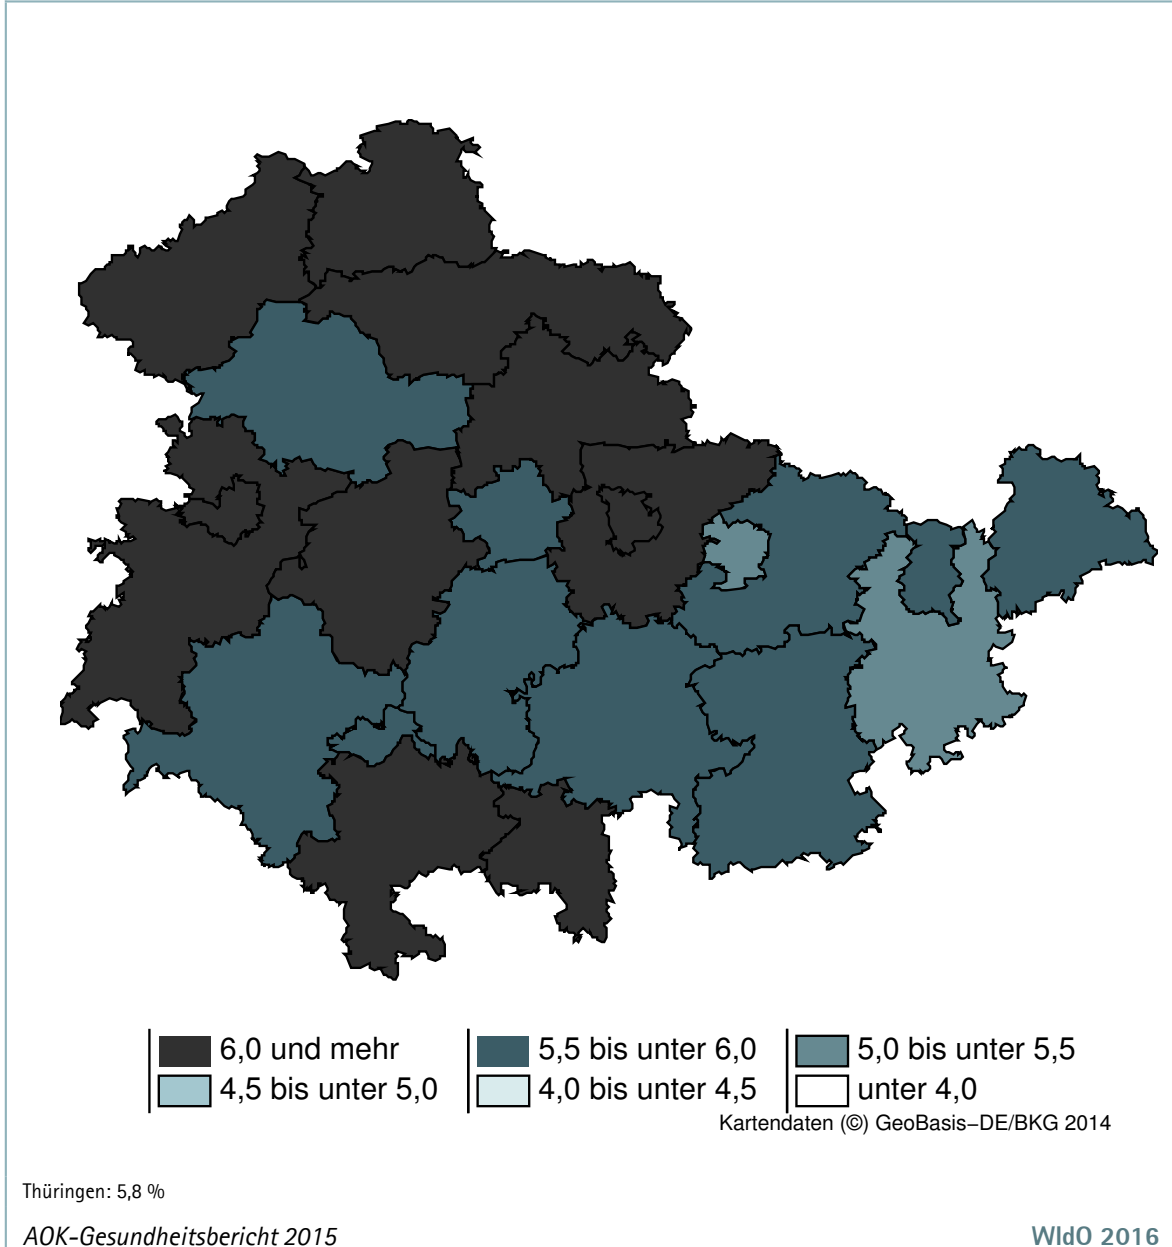 6,0 und mehr 5,5 bis unter 6,0 5,0 bis unter 5,5
4,5 bis unter 5,0 4,0 bis unter 4,5 unter 4,0
Kartendaten (©) GeoBasis−DE/BKG 2014
Thüringen: 5,8 %
AOK-Gesundheitsbericht 2015 WIdO 2016